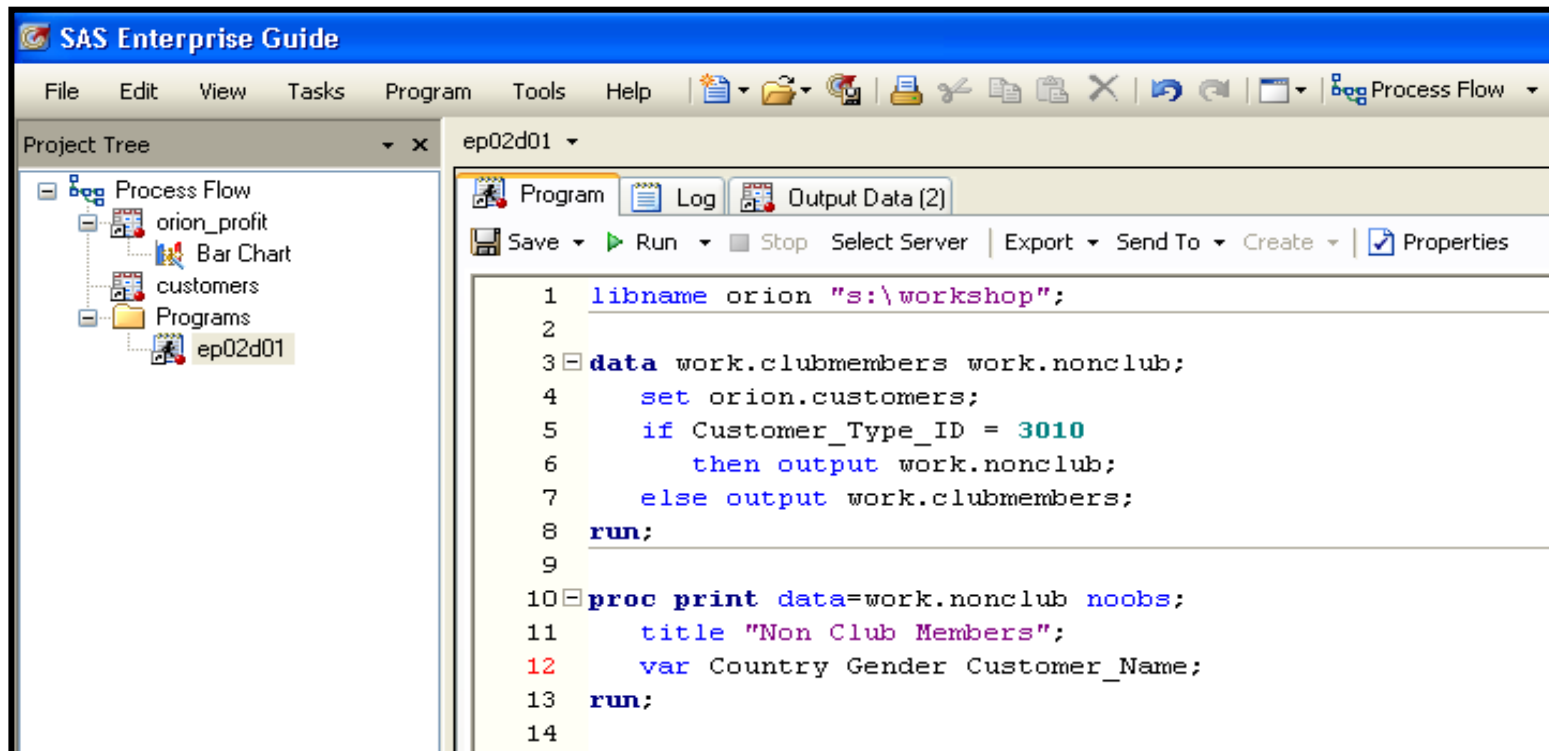 SAS Enterprise Guide
File Edit View Tasks Program Tools Help Process Flow
Project Tree
ep02d01
Process Flow
orion_profit
Bar Chart
customers
Programs
ep02d01
Program Log Output Data (2)
Save Run Stop Select Server Export Send To Create Properties
1 libname orion "s:\workshop";
2
3 data work.clubmembers work.nonclub;
4 set orion.customers;
5 if Customer_Type_ID = 3010
6 then output work.nonclub;
7 else output work.clubmembers;
8 run;
9
10 proc print data=work.nonclub noobs;
11 title "Non Club Members";
12 var Country Gender Customer_Name;
13 run;
14